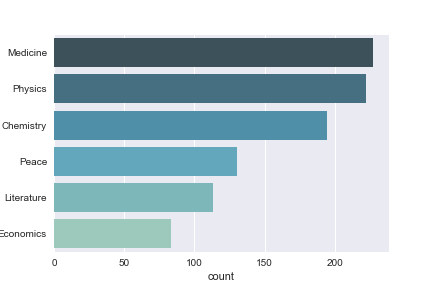 Medicine
Physics
Chemistry
Peace
Literature
Economics
0 50 100 150 200
count